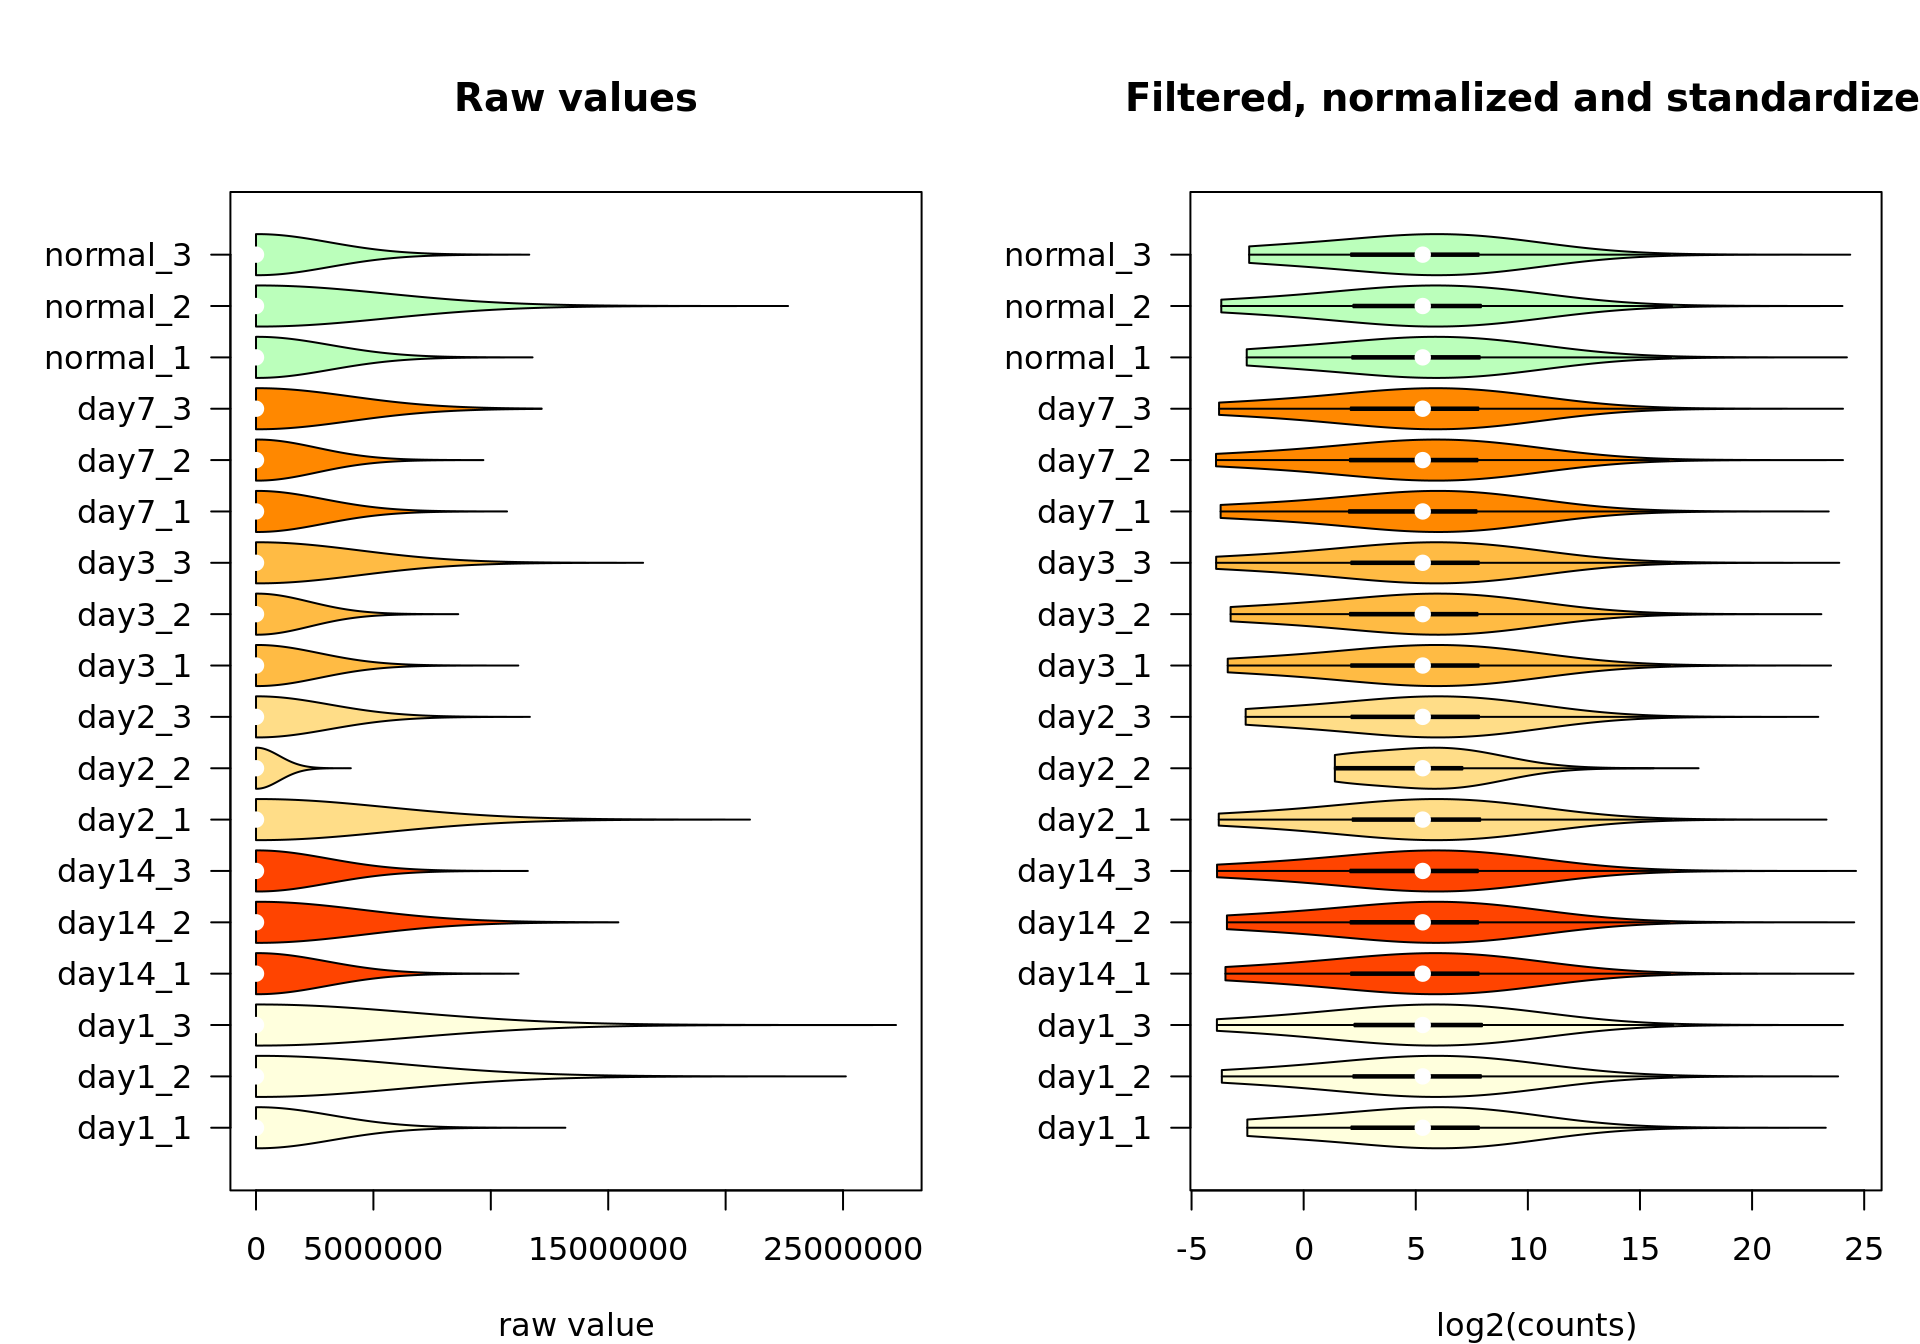 Raw values
normal_3
normal_2
normal_1
day7_3
day7_2
day7_1
day3_3
day3_2
day3_1
day2_3
day2_2
day2_1
day14_3
day14_2
day14_1
day1_3
day1_2
day1_1
0 5000000 15000000 25000000
raw value
Filtered, normalized and standardize
normal_3
normal_2
normal_1
day7_3
day7_2
day7_1
day3_3
day3_2
day3_1
day2_3
day2_2
day2_1
day14_3
day14_2
day14_1
day1_3
day1_2
day1_1
-5 0 5 10 15 20 25
log2(counts)